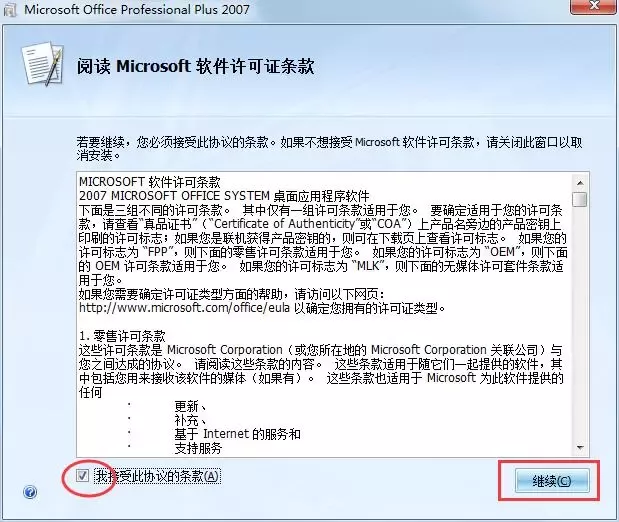 Microsoft Office Professional Plus 2007
阅读 Microsoft 软件许可证条款
若要继续，您必须接受此协议的条款。如果不想接受 Microsoft 软件许可条款，请关闭此窗口以取
消安装。
MICROSOFT 软件许可条款
2007 MICROSOFT OFFICE SYSTEM 桌面应用程序软件
下面是三组不同的许可条款。 其中仅有一组许可条款适用于您。 要确定适用于您的许可条
款，请查看“真品证书”（“Certificate of Authenticity”或“COA”）上产品名旁边的产品密钥上
印刷的许可标志；如果您是联机获得产品密钥的，则可在下载页上查看许可标志。 如果您的
许可标志为 “FPP”，则下面的零售许可条款适用于您。 如果您的许可标志为 “OEM”，则下面
的 OEM 许可条款适用于您。 如果您的许可标志为 “MLK”，则下面的无媒体许可套件条款适
用于您。
如果您需要确定许可证类型方面的帮助，请访问以下网页：
http://www.microsoft.com/office/eula 以确定您拥有的许可证类型。
1. 零售许可条款
这些许可条款是 Microsoft Corporation（或您所在地的 Microsoft Corporation 关联公司）与
您之间达成的协议。 请阅读这些条款的内容。 这些条款适用于随它们一起提供的软件，其
中包括您用来接收该软件的媒体（如果有）。 这些条款也适用于 Microsoft 为此软件提供的
任何
· 更新、
· 补充、
· 基于 Internet 的服务和
· 支持服务
我接受此协议的条款(A)
继续(C)